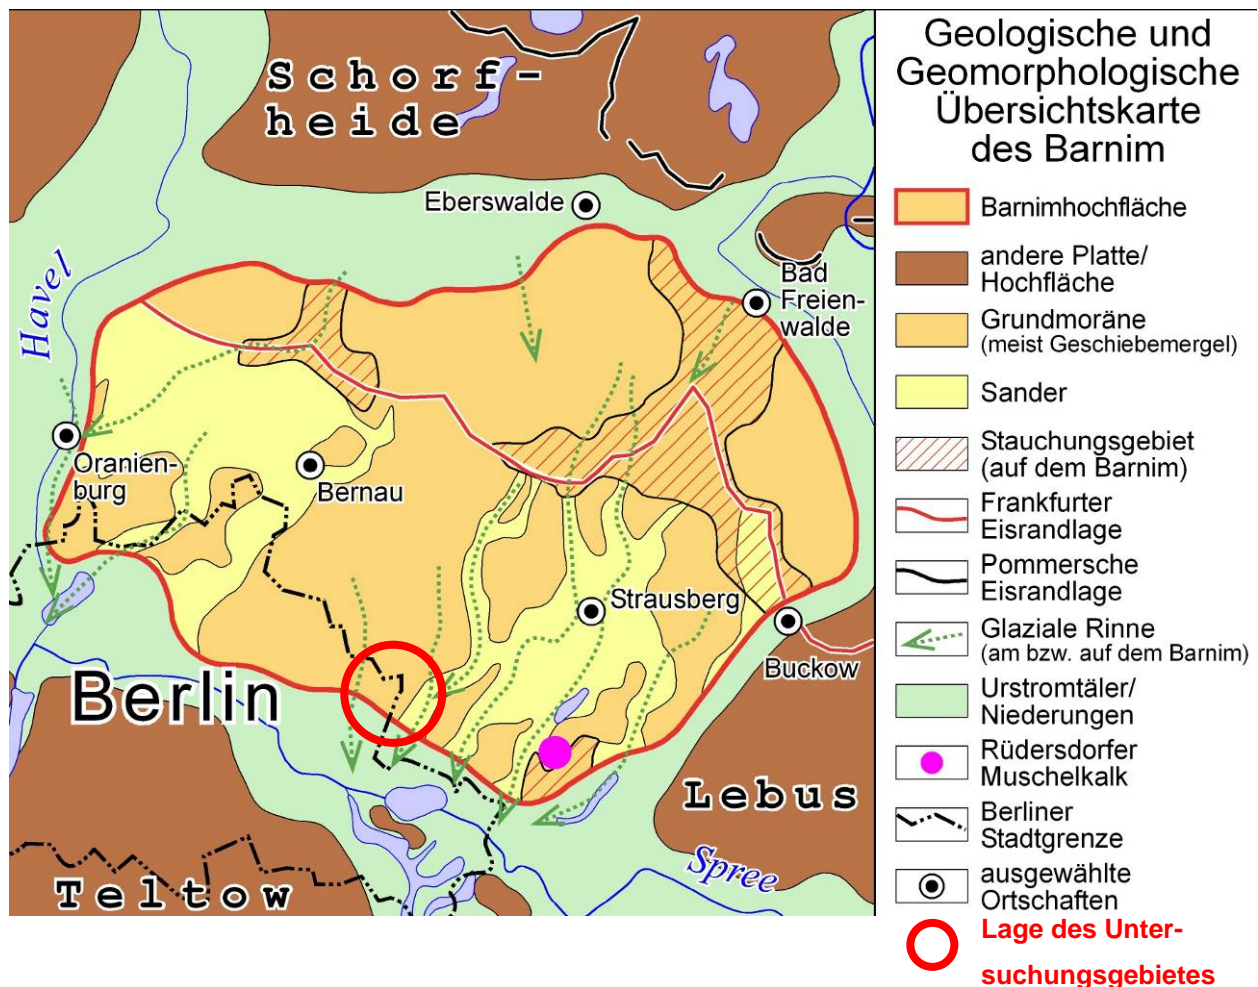 Schorf-
heide
Eberswalde
Havel
Bad
Freien-
walde
Oranien-
burg
Bernau
Strausberg
Buckow
Berlin
Lebus
Spree
Teltow
Geologische und
Geomorphologische
Übersichtskarte
des Barnim
Barnimhochfläche
andere Platte/
Hochfläche
Grundmoräne
(meist Geschiebemergel)
Sander
Stauchungsgebiet
(auf dem Barnim)
Frankfurter
Eisrandlage
Pommersche
Eisrandlage
Glaziale Rinne
(am bzw. auf dem Barnim)
Urstromtäler/
Niederungen
Rüdersdorfer
Muschelkalk
Berliner
Stadtgrenze
ausgewählte
Ortschaften
Lage des Unter-
suchungsgebietes